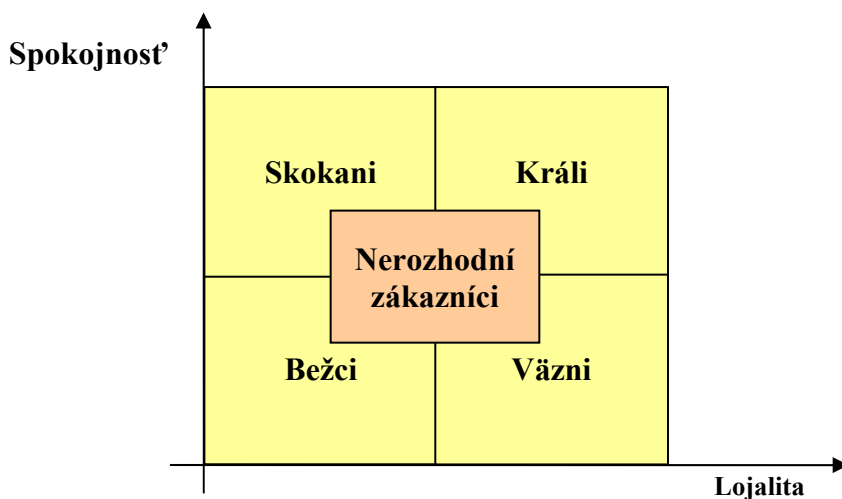 Spokojnosť
Skokani
Králi
Nerozhodní
zákazníci
Bežci
Väzni
Lojalita